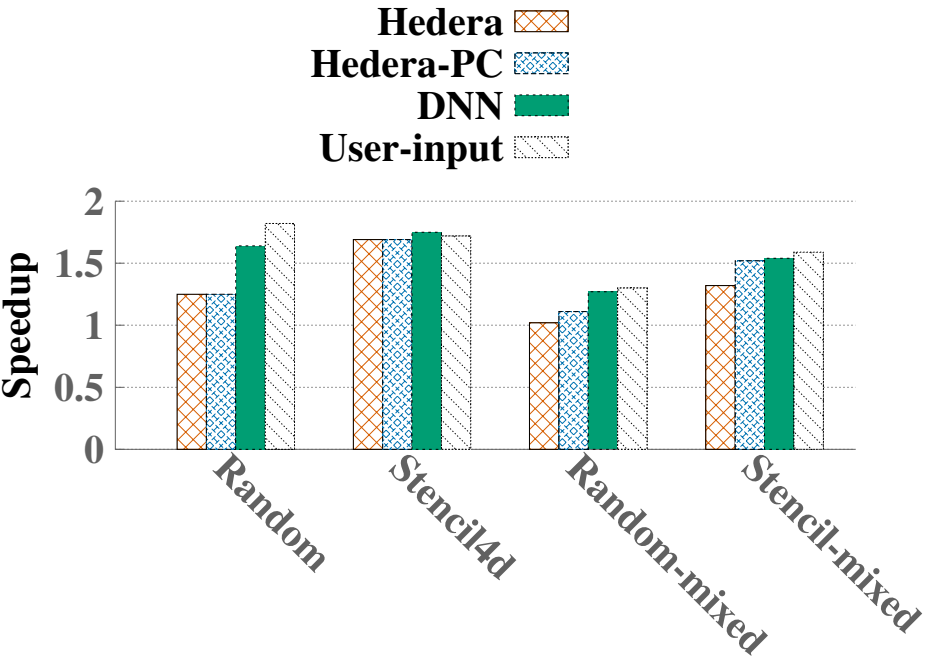 Hedera
Hedera-PC
DNN
User-input
Speedup
2
1.5
1
0.5
0
Random
Stencil4d
Random-mixed
Stencil-mixed